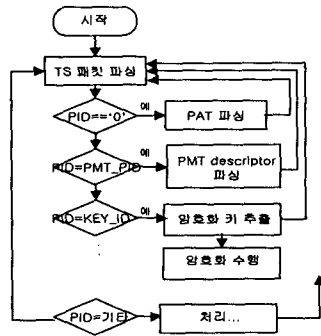 시작
TS 패킷 파싱
PID=='0'
예
PAT 파싱
PID=PMT_PID
예
PMT descriptor
파싱
PID=KEY_ID
예
암호화 키 추출
암호화 수행
PID=기타
처리...